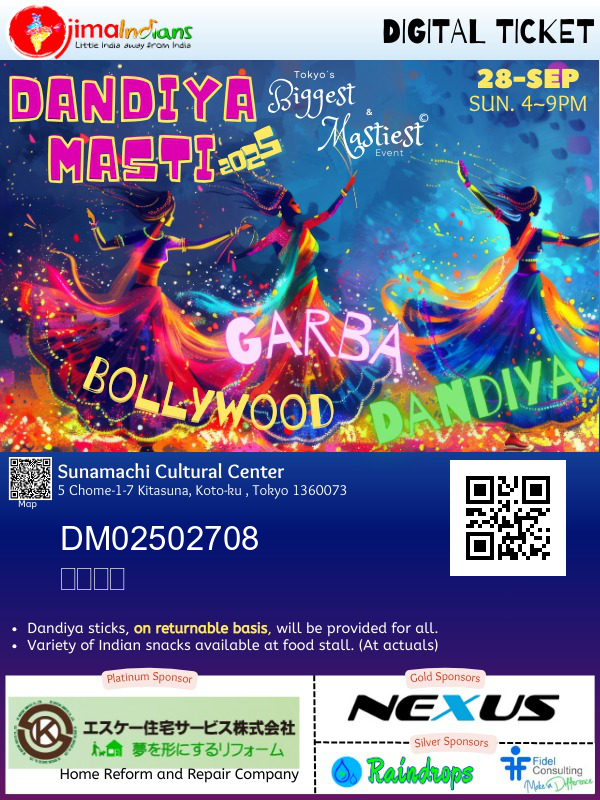 OjimaIndians
Little India away from India
DIGITAL TICKET
DANDIYA
MASTI 2025
Tokyo's
Biggest
&
Mastiest©
Event
28-SEP
SUN. 4~9PM
GARBA
BOLLYWOOD
DANDIYA
Sunamachi Cultural Center
5 Chome-1-7 Kitasuna, Koto-ku , Tokyo 1360073
Map
DM02502708
• Dandiya sticks, on returnable basis, will be provided for all.
• Variety of Indian snacks available at food stall. (At actuals)
Platinum Sponsor
SK
エスケー住宅サービス株式会社
夢を形にするリフォーム
Home Reform and Repair Company
Gold Sponsors
NEXUS
Silver Sponsors
Raindrops
Fidel
Consulting
Make a Difference